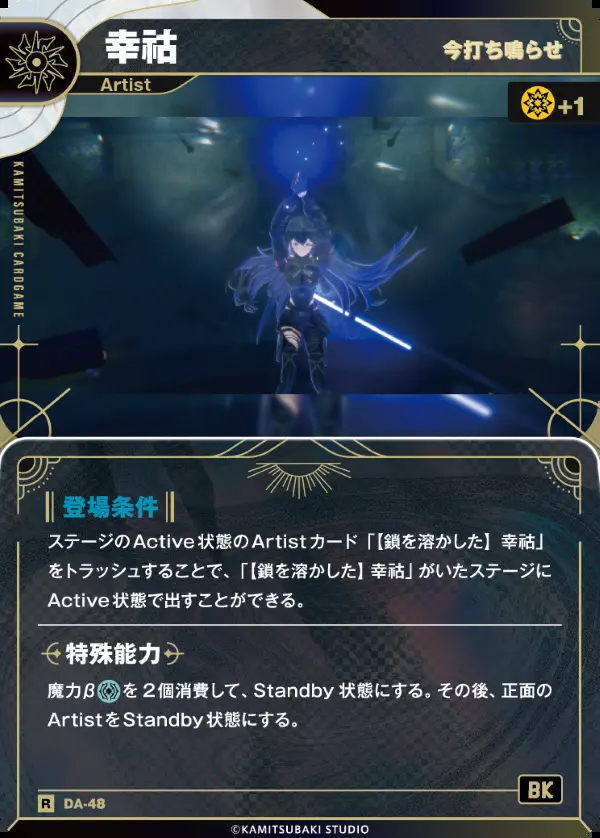 幸祜
今打ち鳴らせ
Artist
+1
KAMITSUBAKI CARDGAME
登場条件
ステージのActive状態のArtistカード「【鎖を溶かした】幸祜」
をトラッシュすることで、「【鎖を溶かした】幸祜」がいたステージに
Active状態で出すことができる。
特殊能力
魔力βを2個消費して、Standby状態にする。その後、正面の
ArtistをStandby状態にする。
BK
R DA-48
©KAMITSUBAKI STUDIO